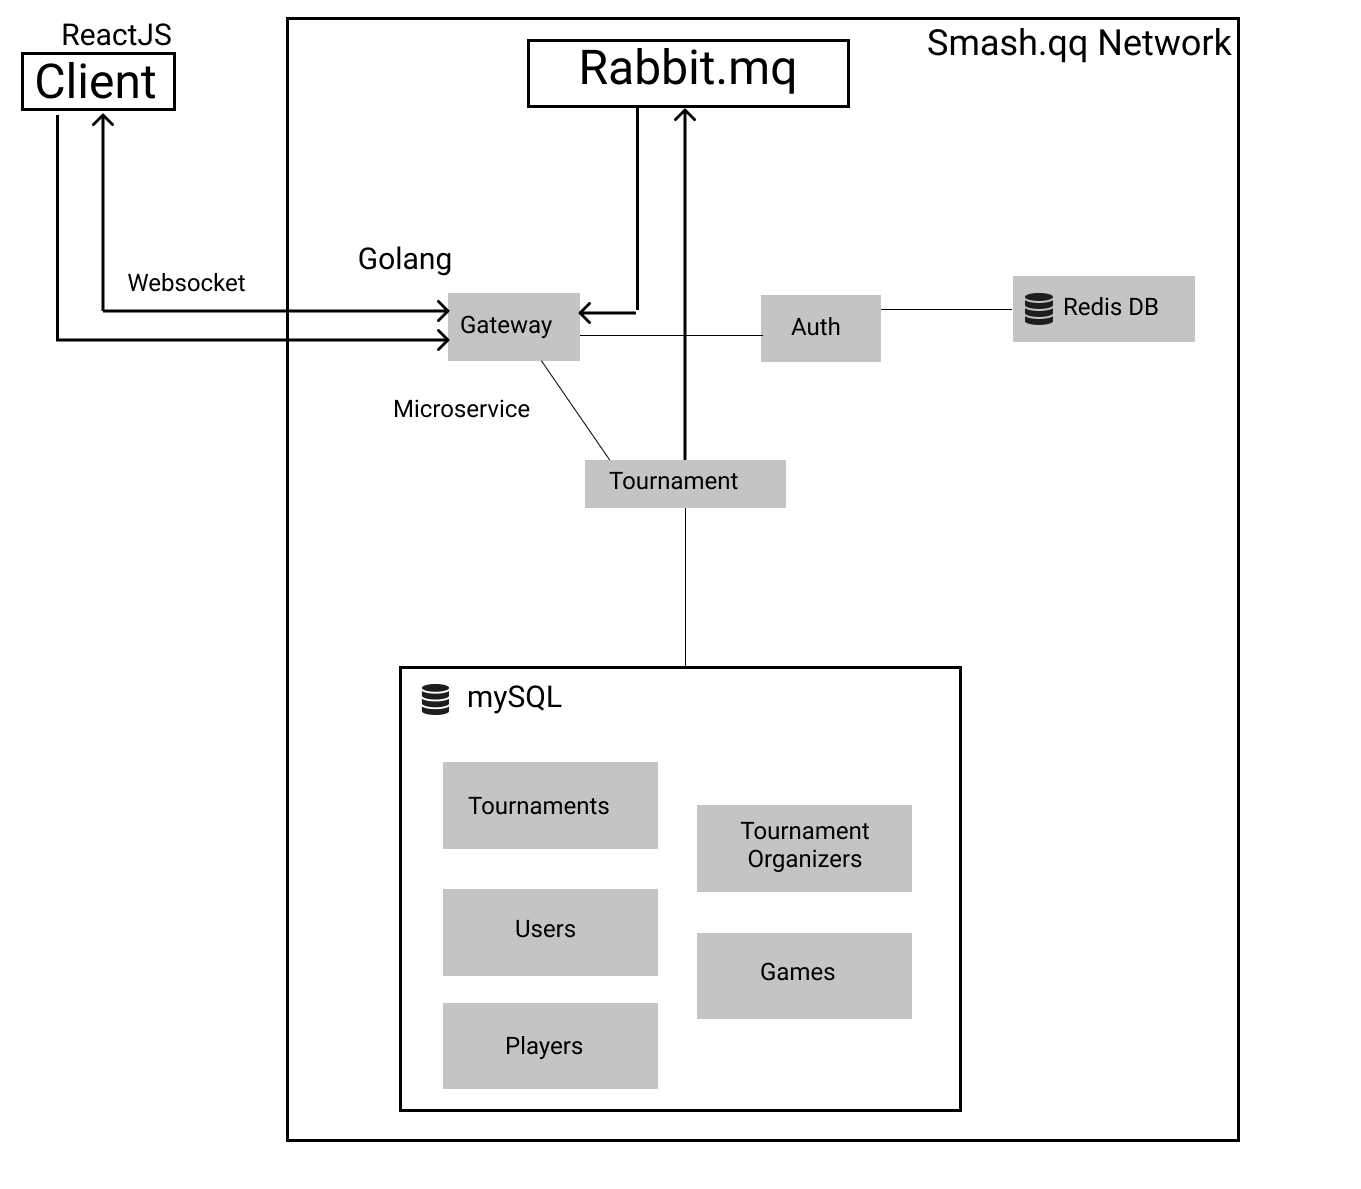 ReactJS
Client
Smash.qq Network
Rabbit.mq
Websocket
Golang
Gateway
Auth
Redis DB
Microservice
Tournament
mySQL
Tournaments
Tournament
Organizers
Users
Games
Players